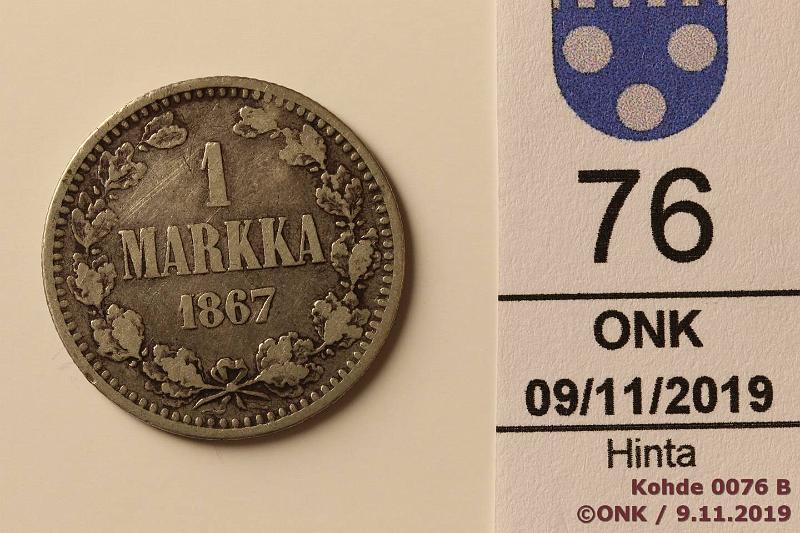 1
MARKKA
1867
76
ONK
09/11/2019
Hinta
Kohde 0076 B
©ONK / 9.11.2019